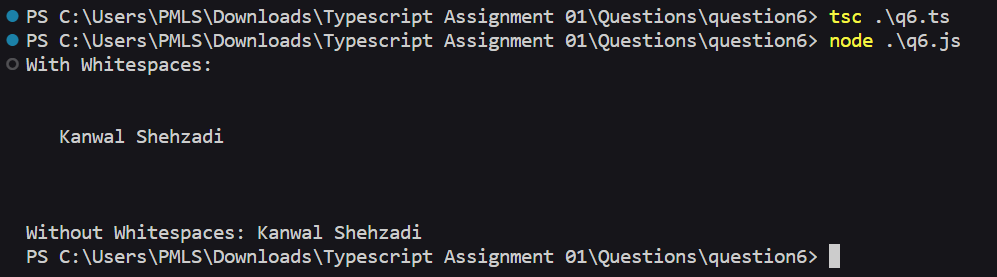 PS C:\Users\PMLS\Downloads\Typescript Assignment 01\Questions\question6> tsc .\q6.ts
PS C:\Users\PMLS\Downloads\Typescript Assignment 01\Questions\question6> node .\q6.js
With Whitespaces:
Kanwal Shehzadi
Without Whitespaces: Kanwal Shehzadi
PS C:\Users\PMLS\Downloads\Typescript Assignment 01\Questions\question6>